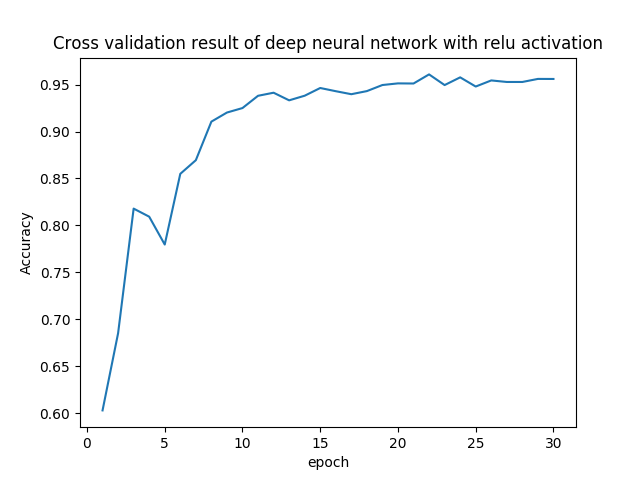 Cross validation result of deep neural network with relu activation
0.95
0.90
0.85
0.80
0.75
0.70
0.65
0.60
Accuracy
0 5 10 15 20 25 30
epoch